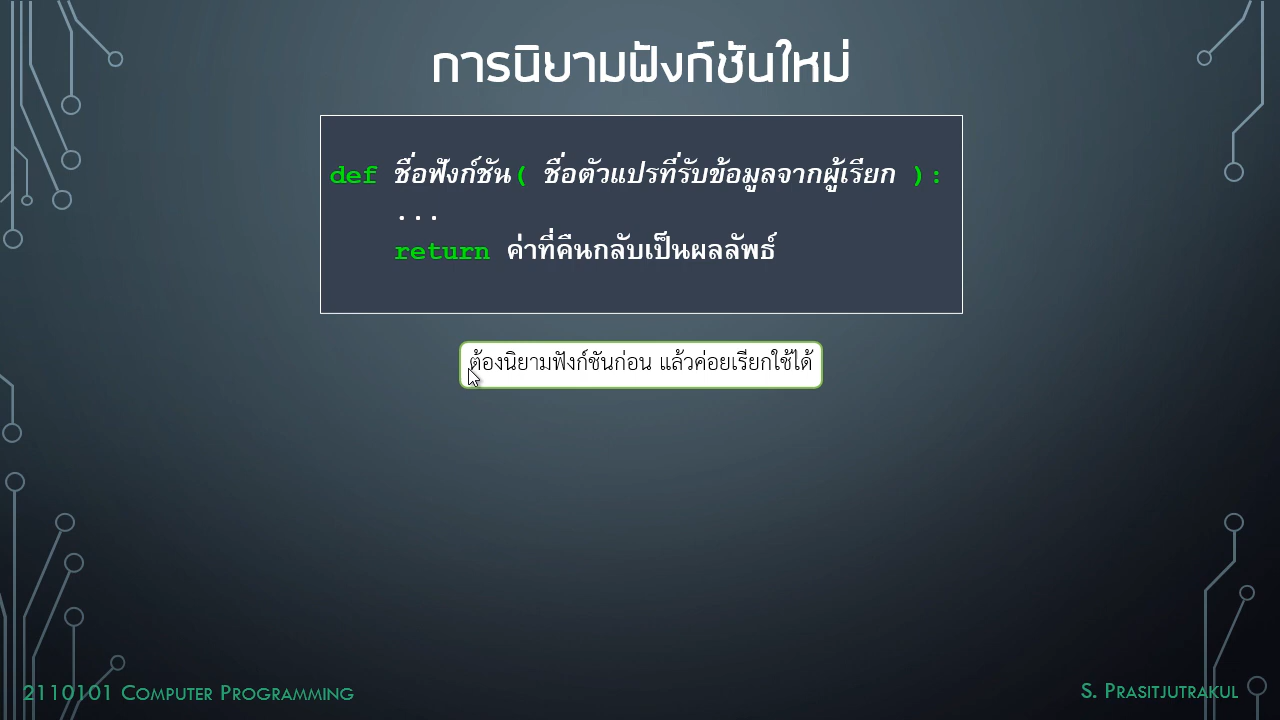 การนิยามฟังก์ชันใหม่
def ชื่อฟังก์ชัน( ชื่อตัวแปรที่รับข้อมูลจากผู้เรียก ):
...
return ค่าที่คืนกลับเป็นผลลัพธ์
ต้องนิยามฟังก์ชันก่อน แล้วค่อยเรียกใช้ได้
2110101 COMPUTER PROGRAMMING
S. PRASITJUTRAKUL